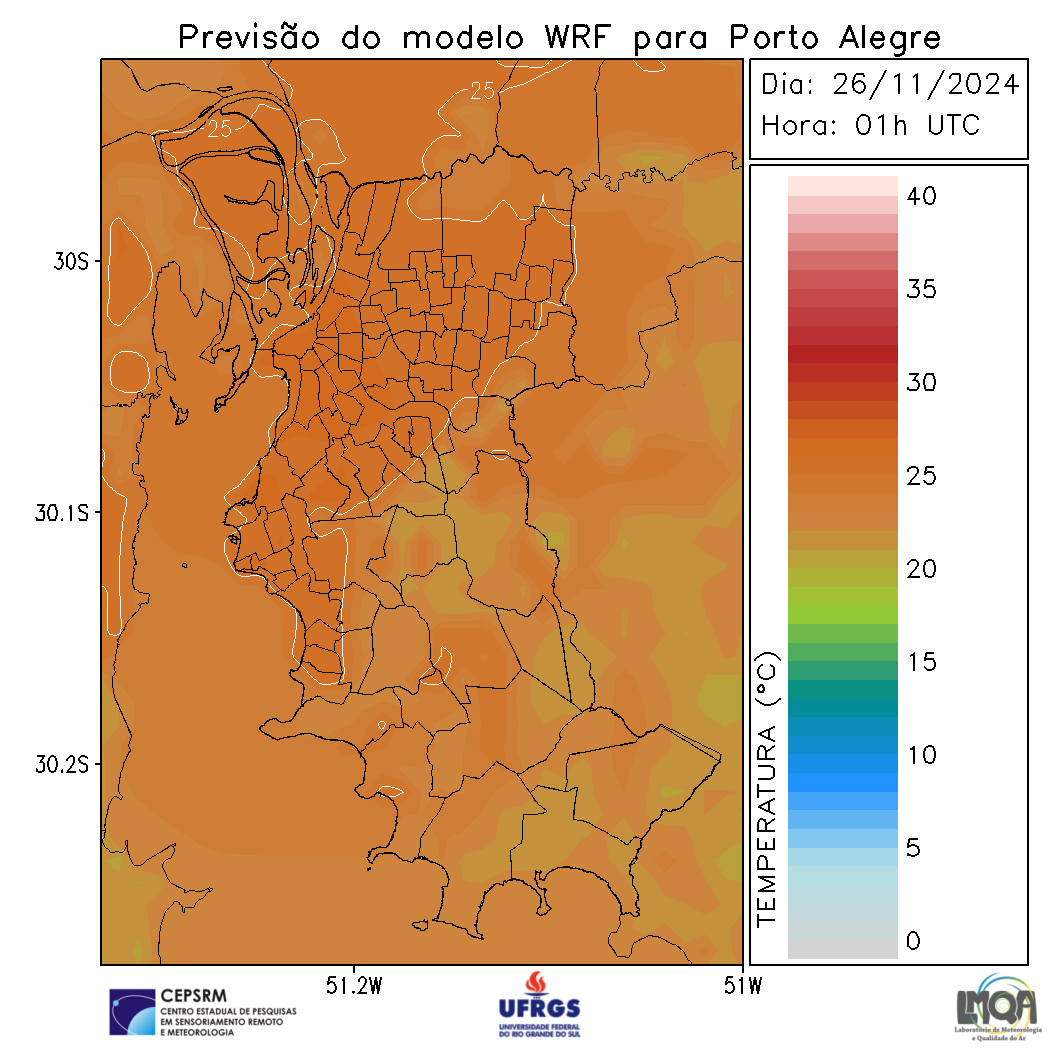 Previsão do modelo WRF para Porto Alegre
Dia: 26/11/2024
Hora: 01h UTC
25
25
30S
30.1S
30.2S
51.2W
51W
40
35
30
25
20
15
10
5
0
TEMPERATURA (°C)
CEPSRM
CENTRO ESTADUAL DE PESQUISAS
EM SENSORIAMENTO REMOTO
E METEOROLOGIA
UFRGS
UNIVERSIDADE FEDERAL
DO RIO GRANDE DO SUL
LMQA
Laboratório de Meteorologia
e Qualidade do Ar